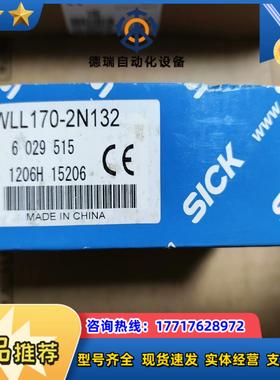 德瑞自动化设备
WLL170-2N132
6 029 515
1206H 15206
CE
MADE IN CHINA
SICK
品推荐
咨询热线：17717628972
型号齐全 现货速发 实体经营 支